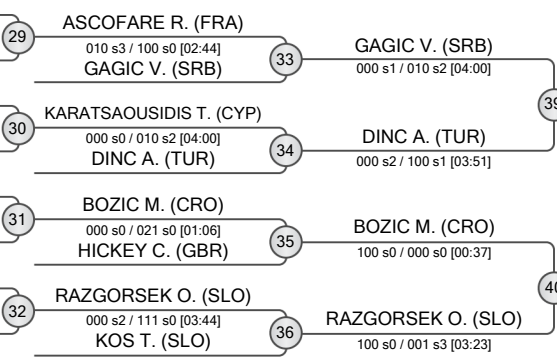 29
ASCOFARE R. (FRA)
010 s3 / 100 s0 [02:44]
GAGIC V. (SRB)
33
GAGIC V. (SRB)
000 s1 / 010 s2 [04:00]
39
30
KARATSAOUSIDIS T. (CYP)
000 s0 / 010 s2 [04:00]
DINC A. (TUR)
34
DINC A. (TUR)
000 s2 / 100 s1 [03:51]
31
BOZIC M. (CRO)
000 s0 / 021 s0 [01:06]
HICKEY C. (GBR)
35
BOZIC M. (CRO)
100 s0 / 000 s0 [00:37]
40
32
RAZGORSEK O. (SLO)
000 s2 / 111 s0 [03:44]
KOS T. (SLO)
36
RAZGORSEK O. (SLO)
100 s0 / 001 s3 [03:23]